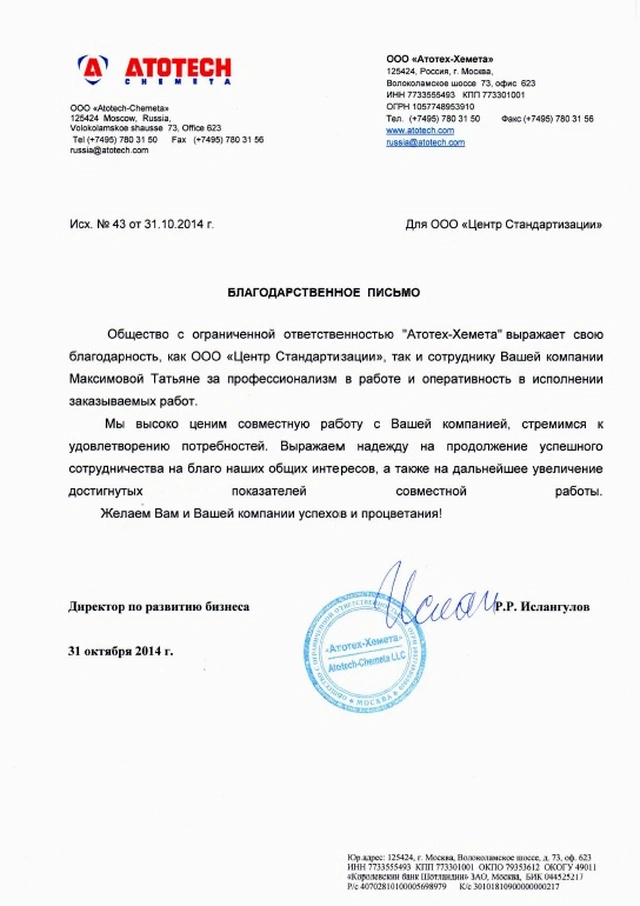 ATOTECH
CHEMETA
ООО «Atotech-Chemeta»
125424 Moscow, Russia,
Volokolamskoe shausse 73, Office 623
Tel (+7495) 780 31 50 Fax (+7495) 780 31 56
russia@atotech.com
ООО «Атотех-Хемета»
125424, Россия, г. Москва,
Волоколамское шоссе 73, офис 623
ИНН 7733555493 КПП 773301001
ОГРН 1057748953910
Тел. (+7495) 780 31 50 Факс (+7495) 780 31 56
www.atotech.com
russia@atotech.com
Исх. № 43 от 31.10.2014 г.
Для ООО «Центр Стандартизации»
БЛАГОДАРСТВЕННОЕ ПИСЬМО
Общество с ограниченной ответственностью "Атотех-Хемета" выражает свою
благодарность, как ООО «Центр Стандартизации», так и сотруднику Вашей компании
Максимовой Татьяне за профессионализм в работе и оперативность в исполнении
заказываемых работ.
Мы высоко ценим совместную работу с Вашей компанией, стремимся к
удовлетворению потребностей. Выражаем надежду на продолжение успешного
сотрудничества на благо наших общих интересов, а также на дальнейшее увеличение
достигнутых показателей совместной работы.
Желаем Вам и Вашей компании успехов и процветания!
Директор по развитию бизнеса
Р.Р. Ислангулов
31 октября 2014 г.
ОБЩЕСТВО С ОГРАНИЧЕННОЙ ОТВЕТСТВЕННОСТЬЮ
«Атотех-Хемета»
Atotech-Chemeta LLC
* МОСКВА *
Юр.адрес: 125424, г. Москва, Волоколамское шоссе, д. 73, оф. 623
ИНН 7733555493 КПП 773301001 ОКПО 79353612 ОКОГУ 49011
«Королевский банк Шотландии» ЗАО, Москва, БИК 044525217
Р/с 40702810100005698979 К/с 30101810900000000217